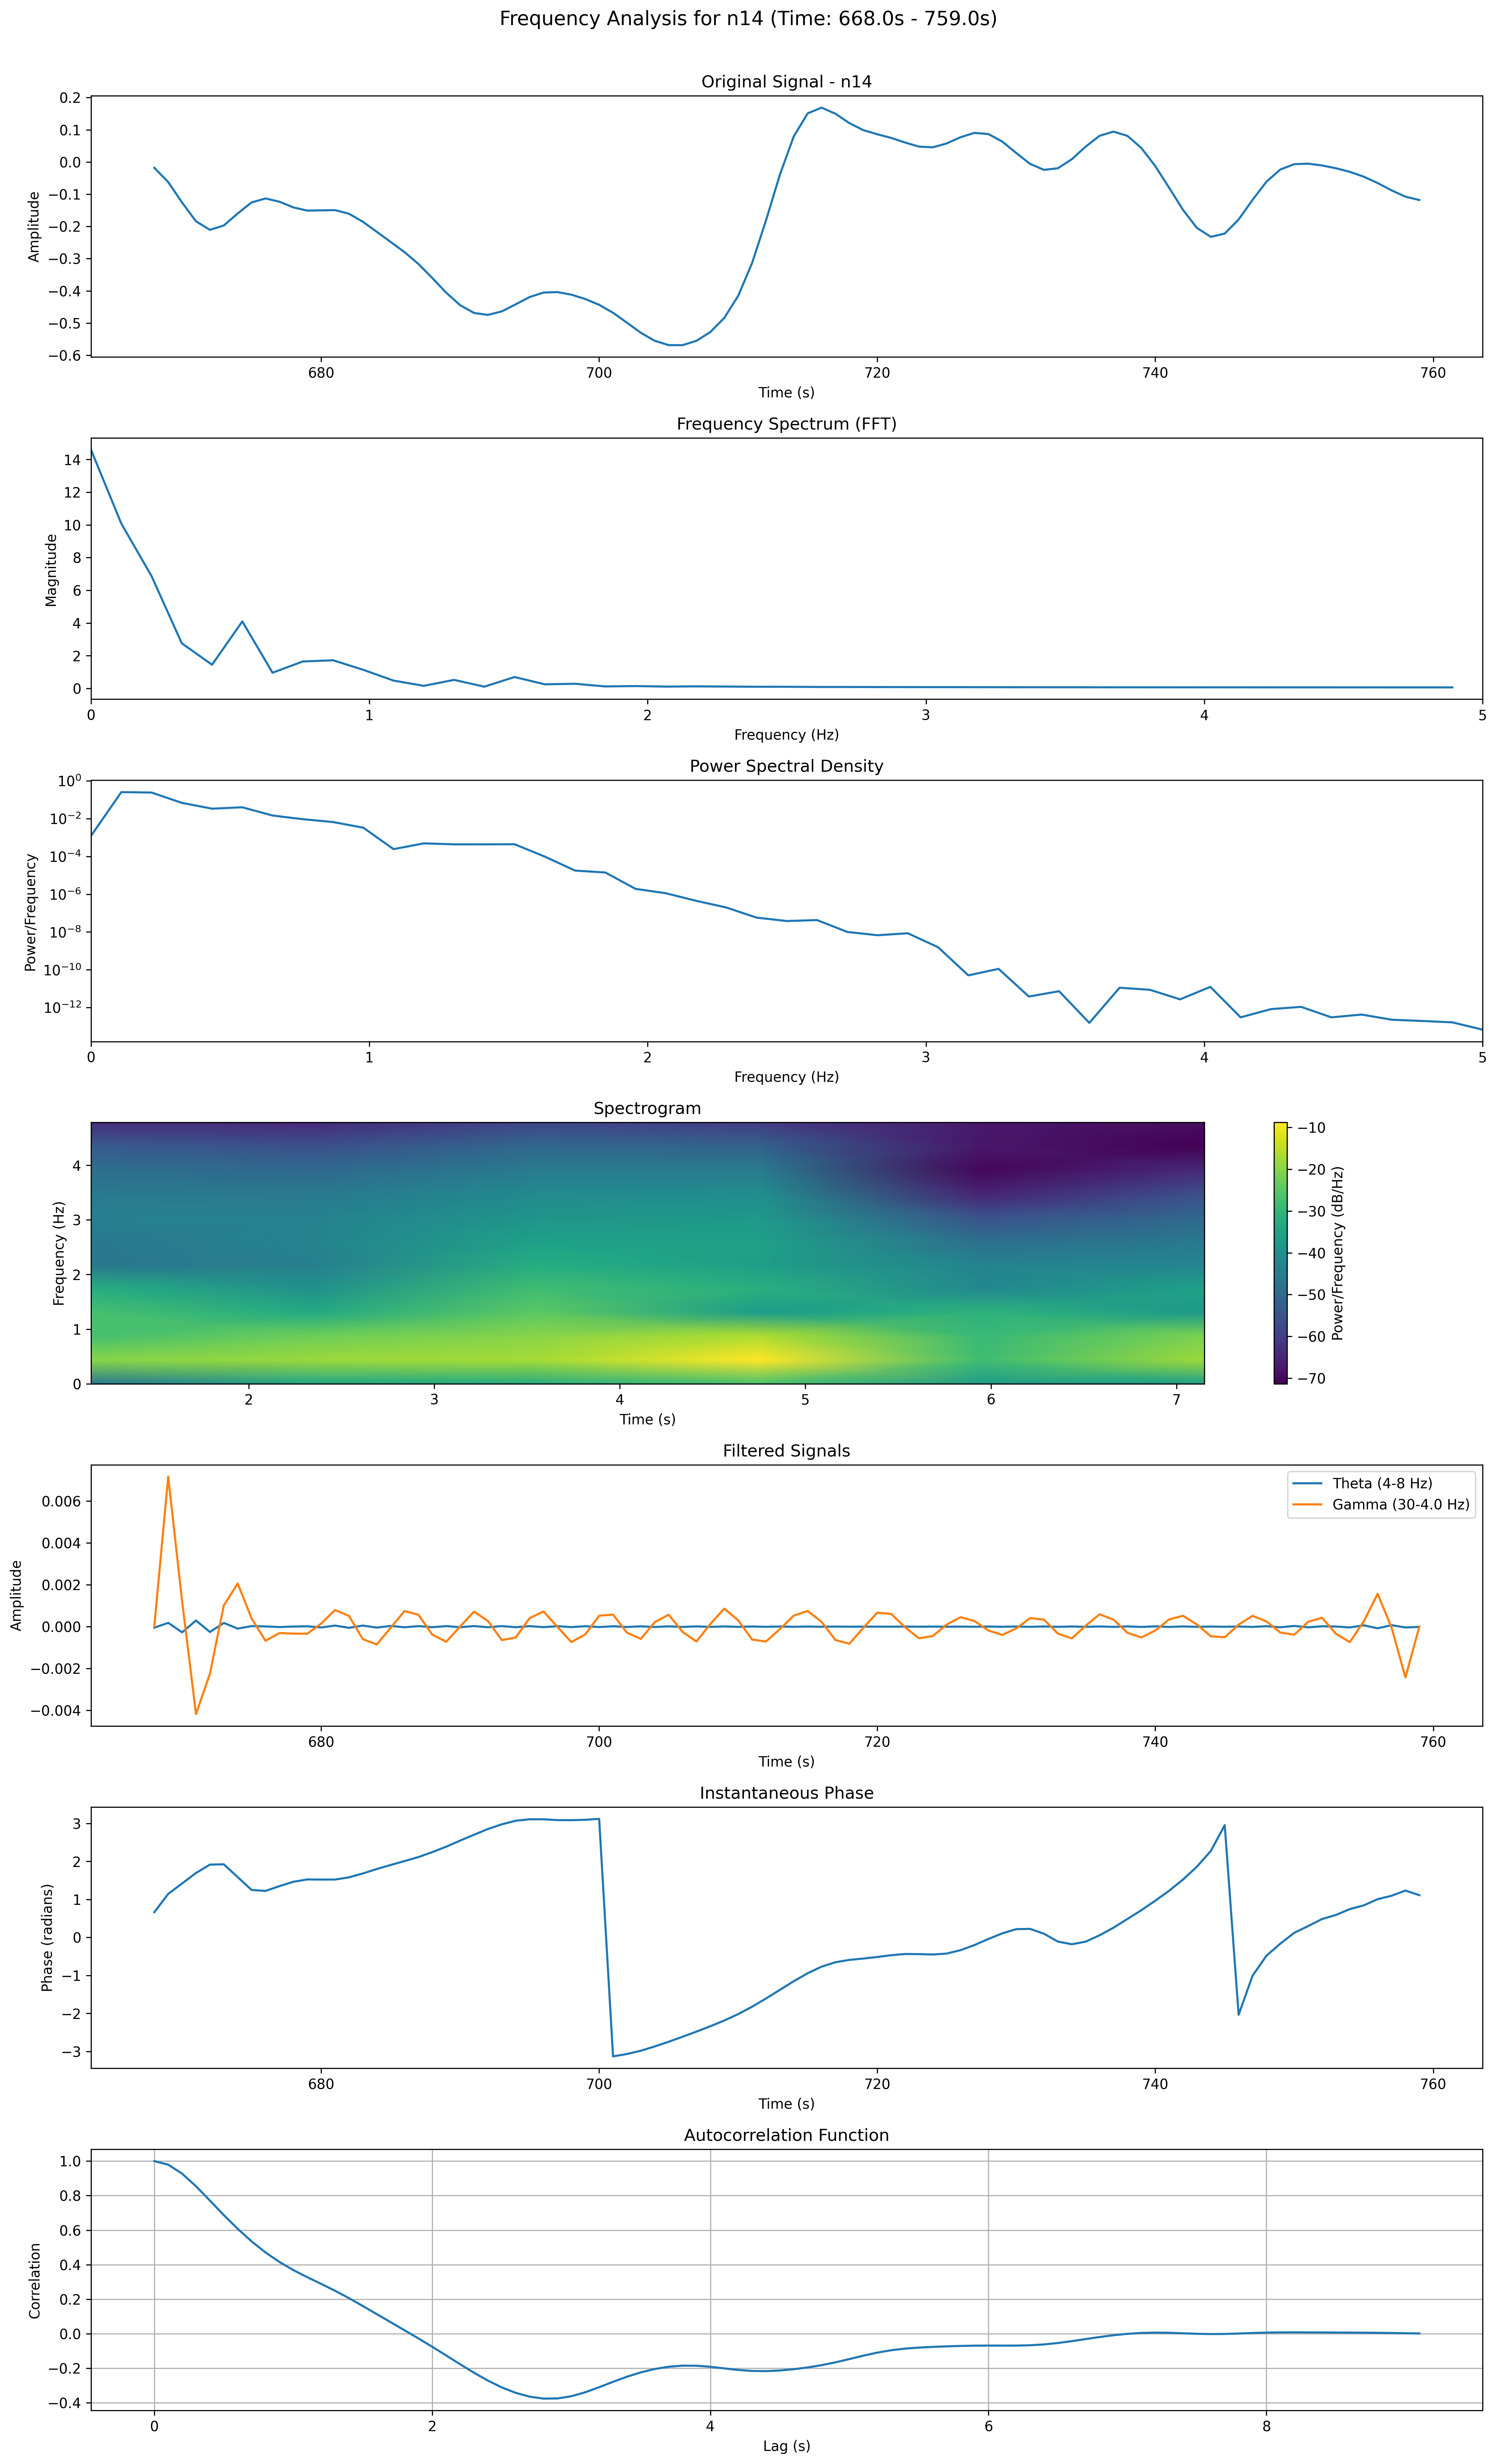 Frequency Analysis for n14 (Time: 668.0s - 759.0s)
Original Signal - n14
0.2
0.1
0.0
−0.1
−0.2
−0.3
−0.4
−0.5
−0.6
Amplitude
680 700 720 740 760
Time (s)
Frequency Spectrum (FFT)
14
12
10
8
6
4
2
0
Magnitude
0 1 2 3 4 5
Frequency (Hz)
Power Spectral Density
10⁰
10⁻²
10⁻⁴
10⁻⁶
10⁻⁸
10⁻¹⁰
10⁻¹²
Power/Frequency
0 1 2 3 4 5
Frequency (Hz)
Spectrogram
4
3
2
1
0
Frequency (Hz)
2 3 4 5 6 7
Time (s)
−10
−20
−30
−40
−50
−60
−70
Power/Frequency (dB/Hz)
Filtered Signals
0.006
0.004
0.002
0.000
−0.002
−0.004
Amplitude
Theta (4-8 Hz)
Gamma (30-4.0 Hz)
680 700 720 740 760
Time (s)
Instantaneous Phase
3
2
1
0
−1
−2
−3
Phase (radians)
680 700 720 740 760
Time (s)
Autocorrelation Function
1.0
0.8
0.6
0.4
0.2
0.0
−0.2
−0.4
Correlation
0 2 4 6 8
Lag (s)